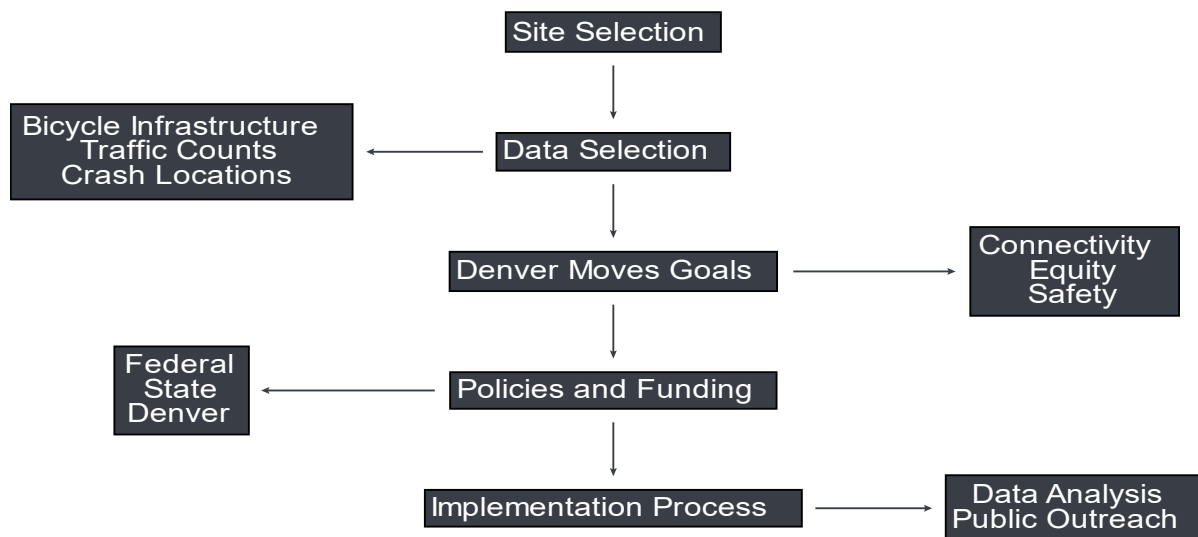 Site Selection
Bicycle Infrastructure
Traffic Counts
Crash Locations
Data Selection
Denver Moves Goals
Connectivity
Equity
Safety
Federal
State
Denver
Policies and Funding
Implementation Process
Data Analysis
Public Outreach